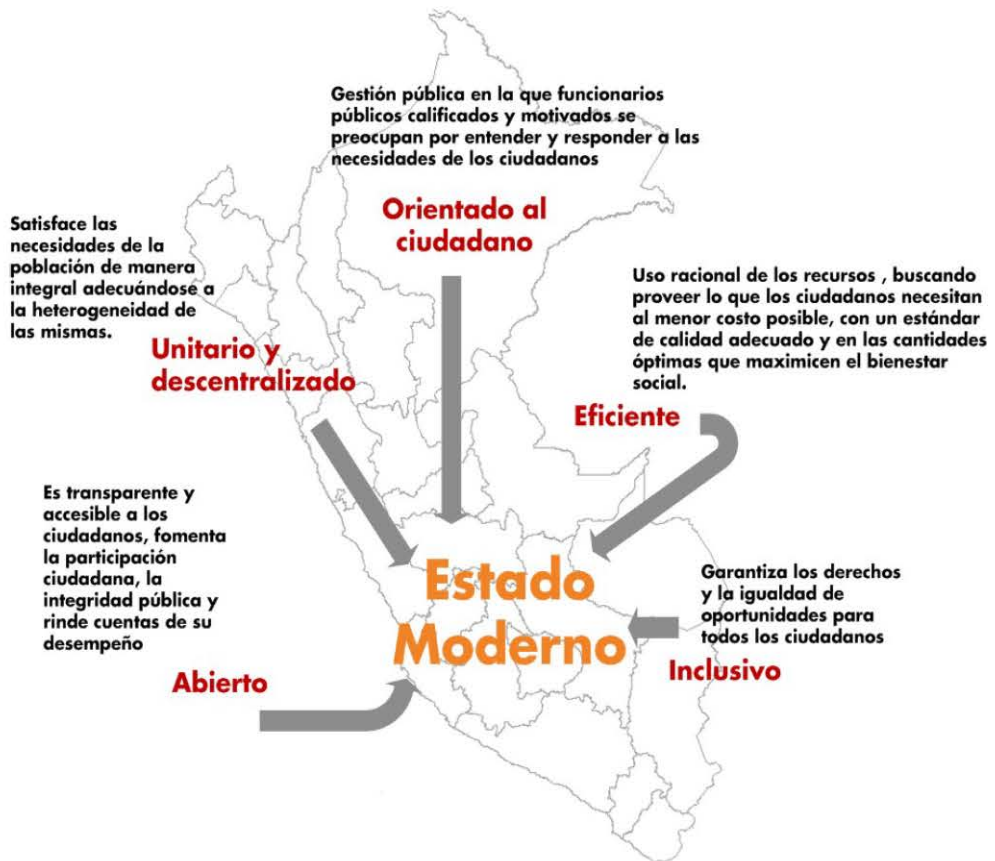 Gestión pública en la que funcionarios
públicos calificados y motivados se
preocupan por entender y responder a las
necesidades de los ciudadanos
Orientado al
ciudadano
Satisface las
necesidades de la
población de manera
integral adecuándose a
la heterogeneidad de
las mismas.
Unitario y
descentralizado
Uso racional de los recursos , buscando
proveer lo que los ciudadanos necesitan
al menor costo posible, con un estándar
de calidad adecuado y en las cantidades
óptimas que maximicen el bienestar
social.
Eficiente
Es transparente y
accesible a los
ciudadanos, fomenta
la participación
ciudadana, la
integridad pública y
rinde cuentas de su
desempeño
Abierto
Estado
Moderno
Garantiza los derechos
y la igualdad de
oportunidades para
todos los ciudadanos
Inclusivo